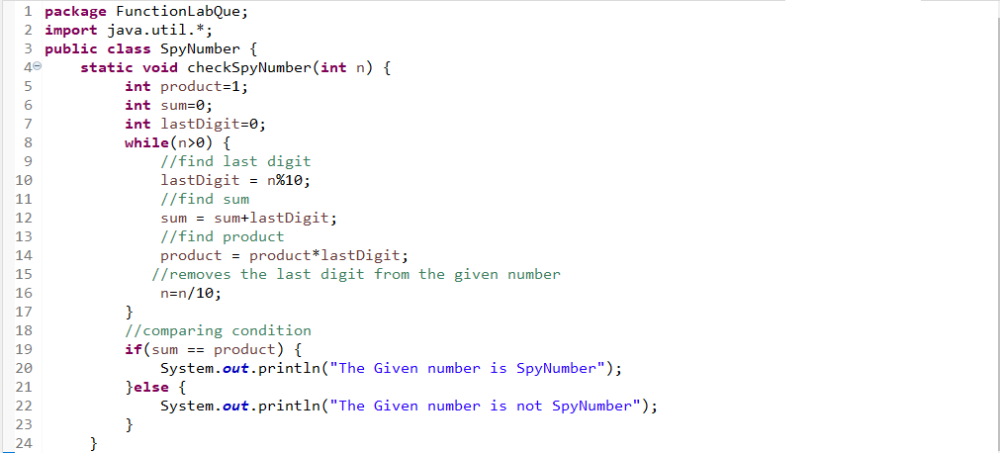 1 package FunctionLabQue;
2 import java.util.*;
3 public class SpyNumber {
4 static void checkSpyNumber(int n) {
5 int product=1;
6 int sum=0;
7 int lastDigit=0;
8 while(n>0) {
9 //find last digit
10 lastDigit = n%10;
11 //find sum
12 sum = sum+lastDigit;
13 //find product
14 product = product*lastDigit;
15 //removes the last digit from the given number
16 n=n/10;
17 }
18 //comparing condition
19 if(sum == product) {
20 System.out.println("The Given number is SpyNumber");
21 }else {
22 System.out.println("The Given number is not SpyNumber");
23 }
24 }